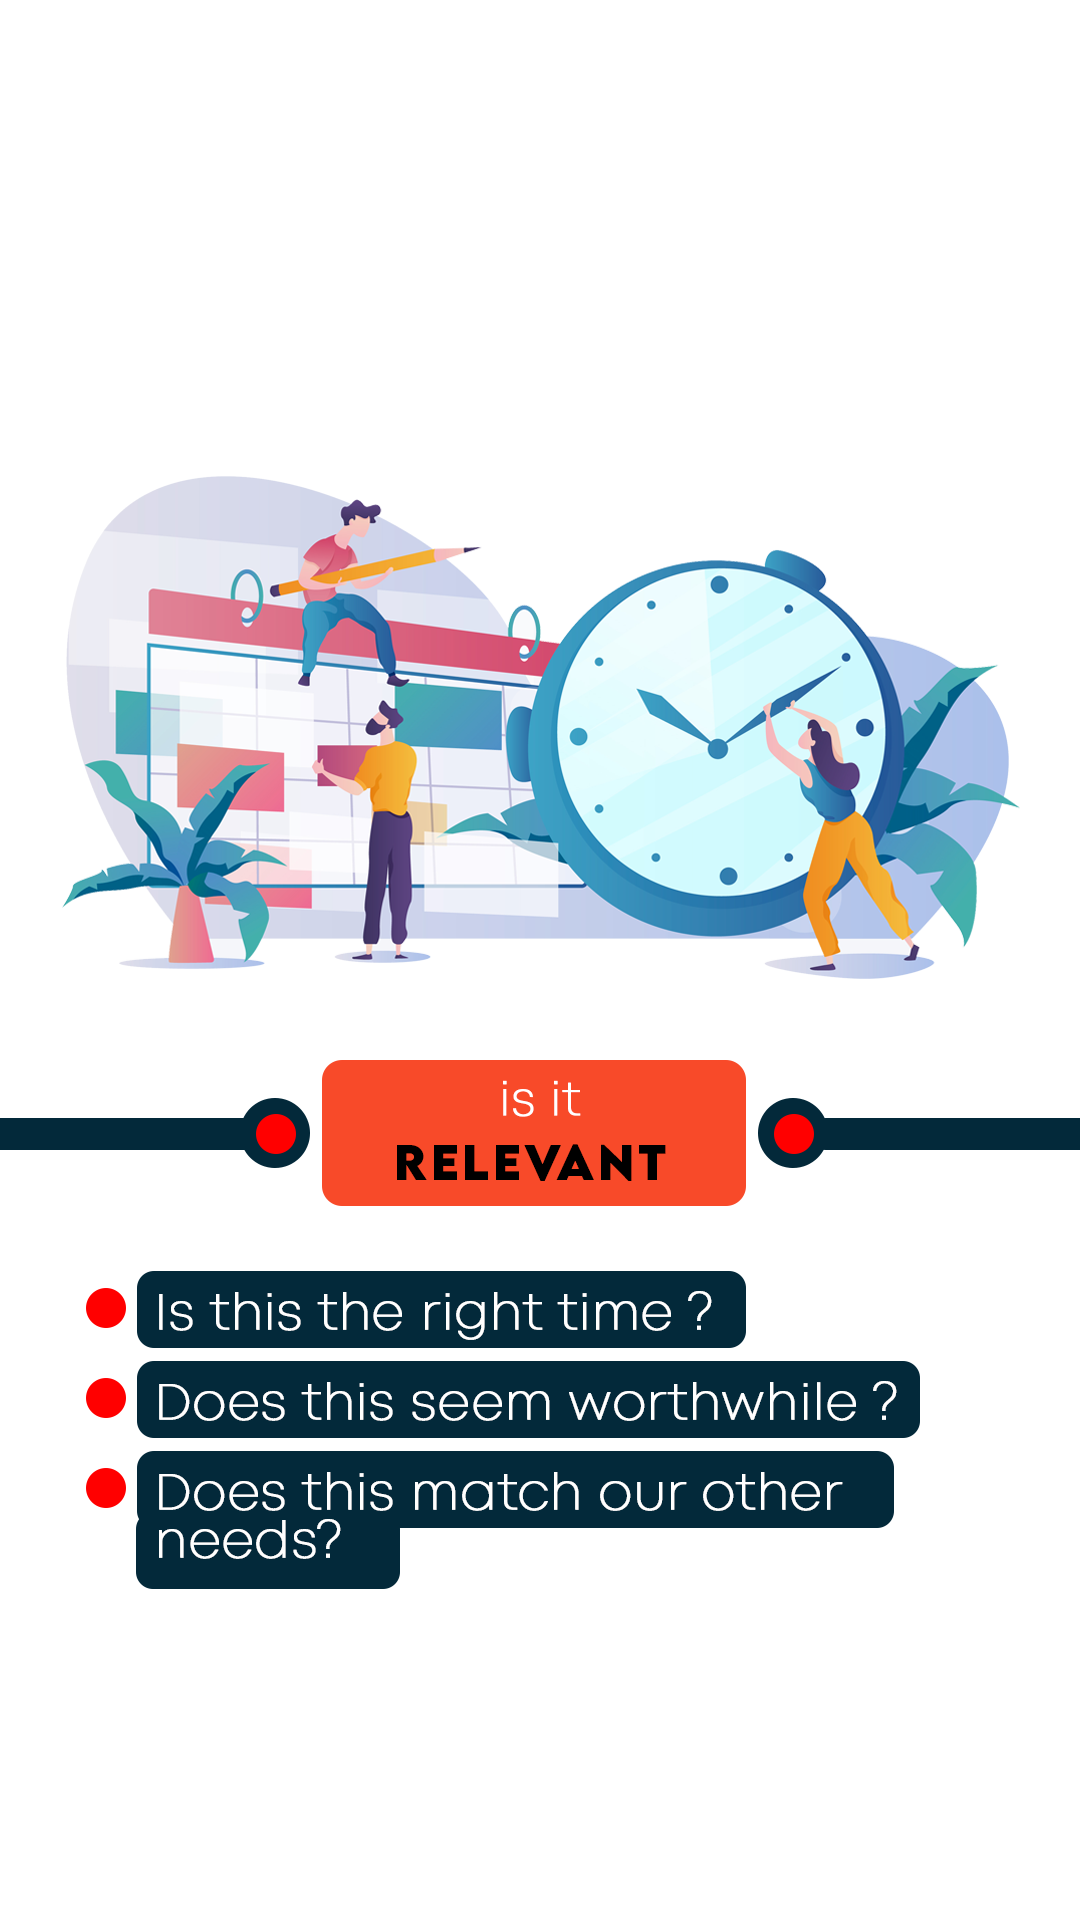 is it
RELEVANT
Is this the right time ?
Does this seem worthwhile ?
Does this match our other
needs?